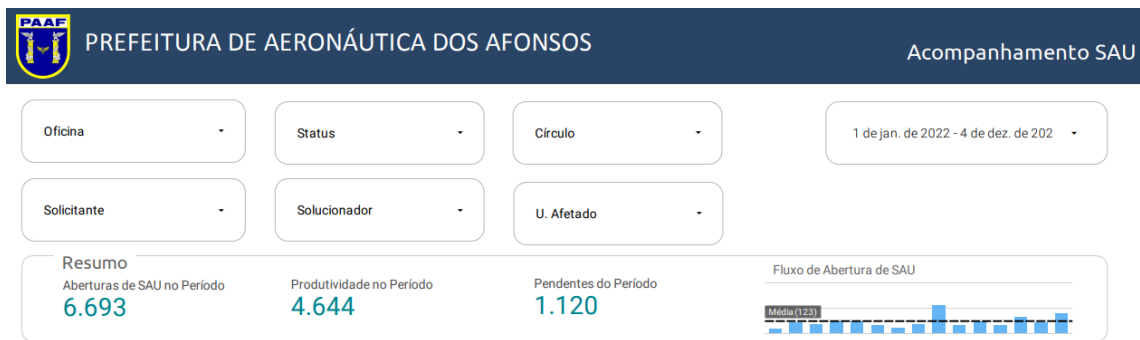 PAAF
PREFEITURA DE AERONÁUTICA DOS AFONSOS
Acompanhamento SAU
Oficina
Status
Círculo
1 de jan. de 2022 - 4 de dez. de 202
Solicitante
Solucionador
U. Afetado
Resumo
Aberturas de SAU no Período
6.693
Produtividade no Período
4.644
Pendentes do Período
1.120
Fluxo de Abertura de SAU
Média (123)